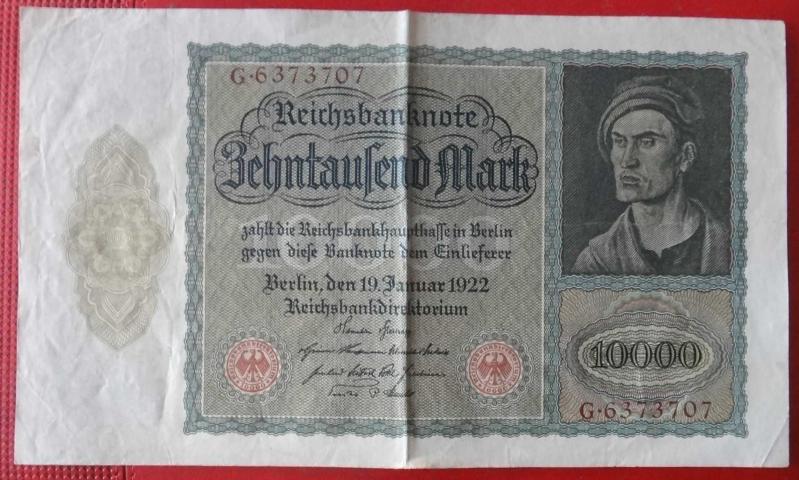 G·6373707
Reichsbanknote
Zehntausend Mark
zahlt die Reichsbankhauptkasse in Berlin
gegen diese Banknote dem Einlieferer
Berlin, den 19. Januar 1922
Reichsbankdirektorium
10000
G·6373707